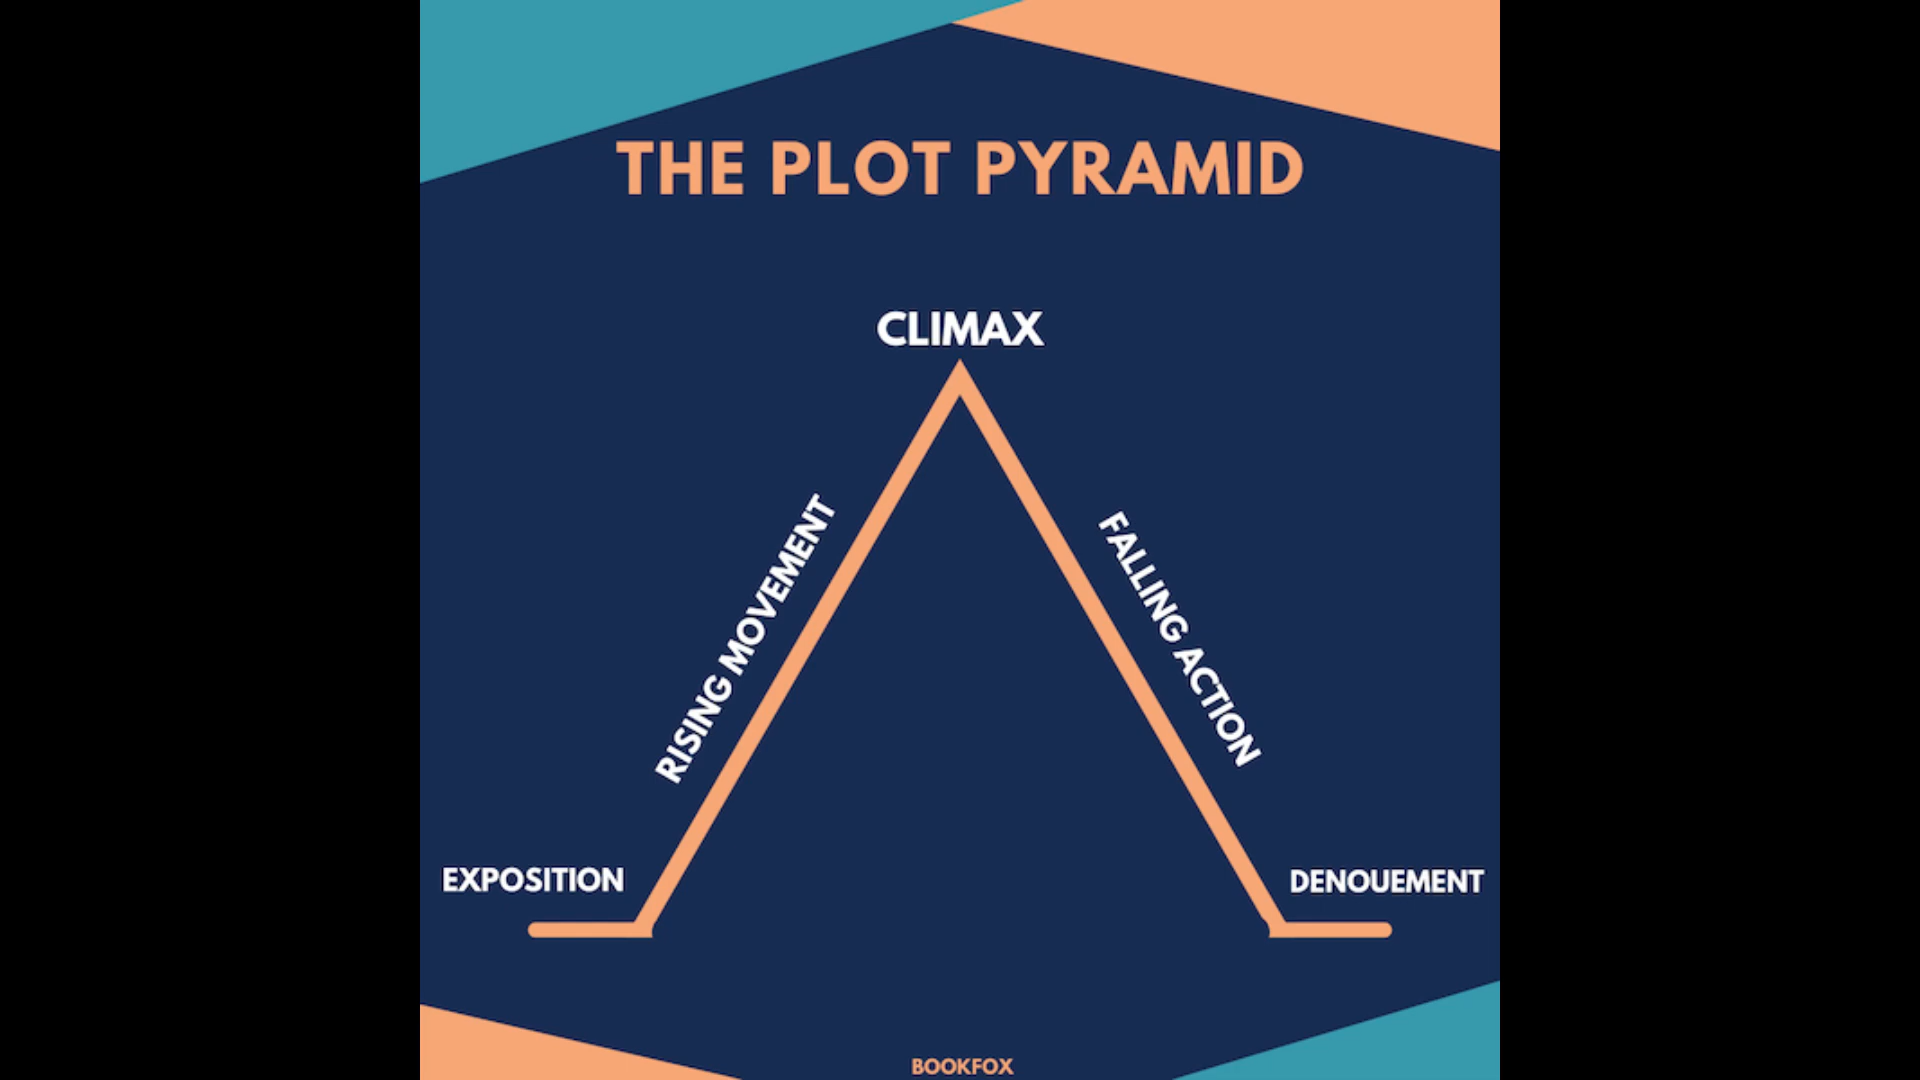 THE PLOT PYRAMID
CLIMAX
RISING MOVEMENT
FALLING ACTION
EXPOSITION
DENOUEMENT
BOOKFOX